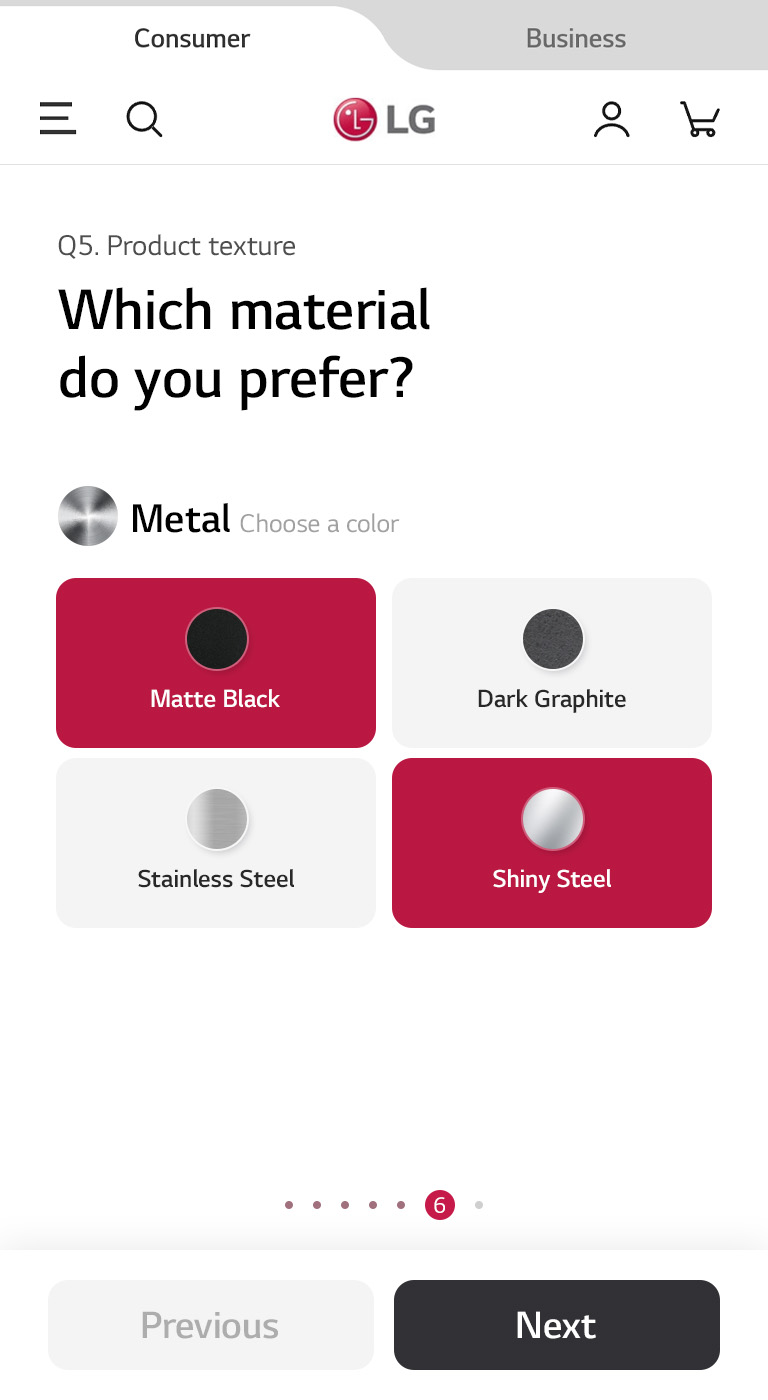 Consumer
Business
LG
Q5. Product texture
Which material
do you prefer?
Metal Choose a color
Matte Black
Dark Graphite
Stainless Steel
Shiny Steel
6
Previous
Next